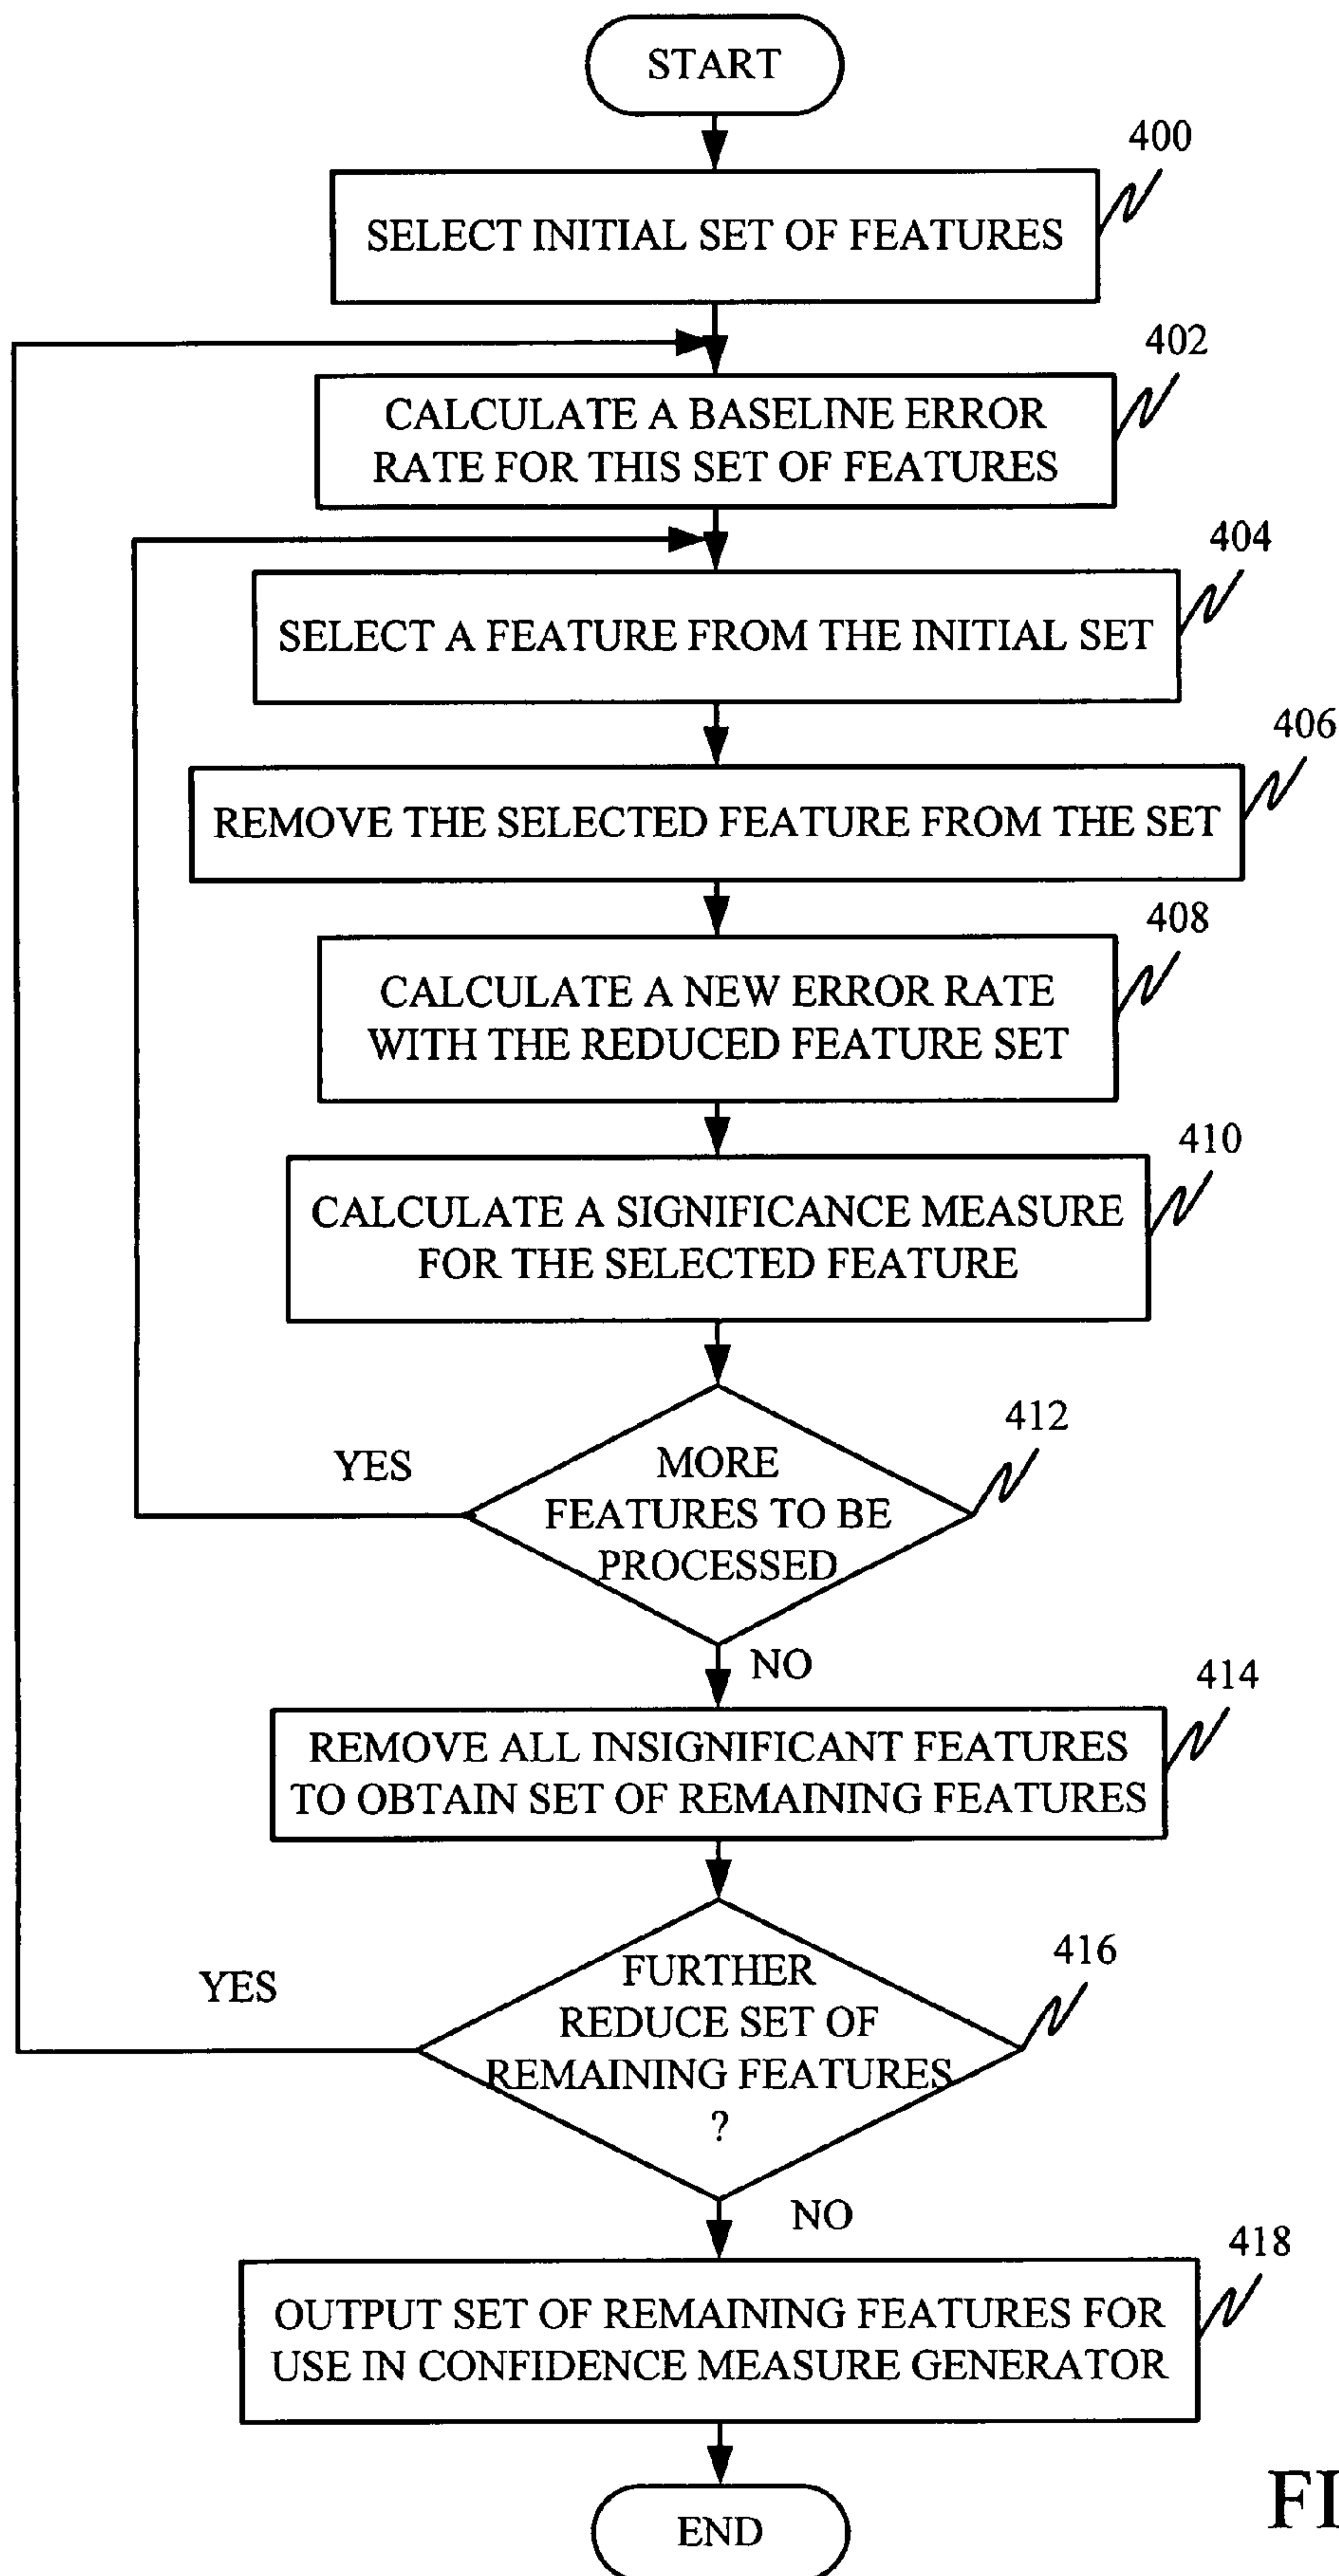 START
400
SELECT INITIAL SET OF FEATURES
402
CALCULATE A BASELINE ERROR
RATE FOR THIS SET OF FEATURES
404
SELECT A FEATURE FROM THE INITIAL SET
406
REMOVE THE SELECTED FEATURE FROM THE SET
408
CALCULATE A NEW ERROR RATE
WITH THE REDUCED FEATURE SET
410
CALCULATE A SIGNIFICANCE MEASURE
FOR THE SELECTED FEATURE
412
YES
MORE
FEATURES TO BE
PROCESSED
NO
414
REMOVE ALL INSIGNIFICANT FEATURES
TO OBTAIN SET OF REMAINING FEATURES
416
YES
FURTHER
REDUCE SET OF
REMAINING FEATURES
?
NO
418
OUTPUT SET OF REMAINING FEATURES FOR
USE IN CONFIDENCE MEASURE GENERATOR
END